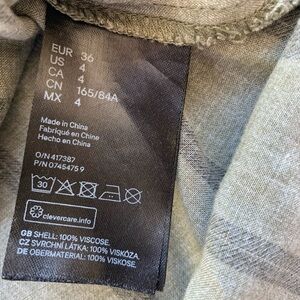 EUR 36
US 4
CA 4
CN 165/84A
MX 4
Made in China
Fabriqué en Chine
Hecho en China
O/N 417387
P/N 0745475 9
30
clevercare.info
GB SHELL: 100% VISCOSE.
CZ SVRCHNÍ LÁTKA: 100% VISKÓZA.
DE OBERMATERIAL: 100% VISKOSE.